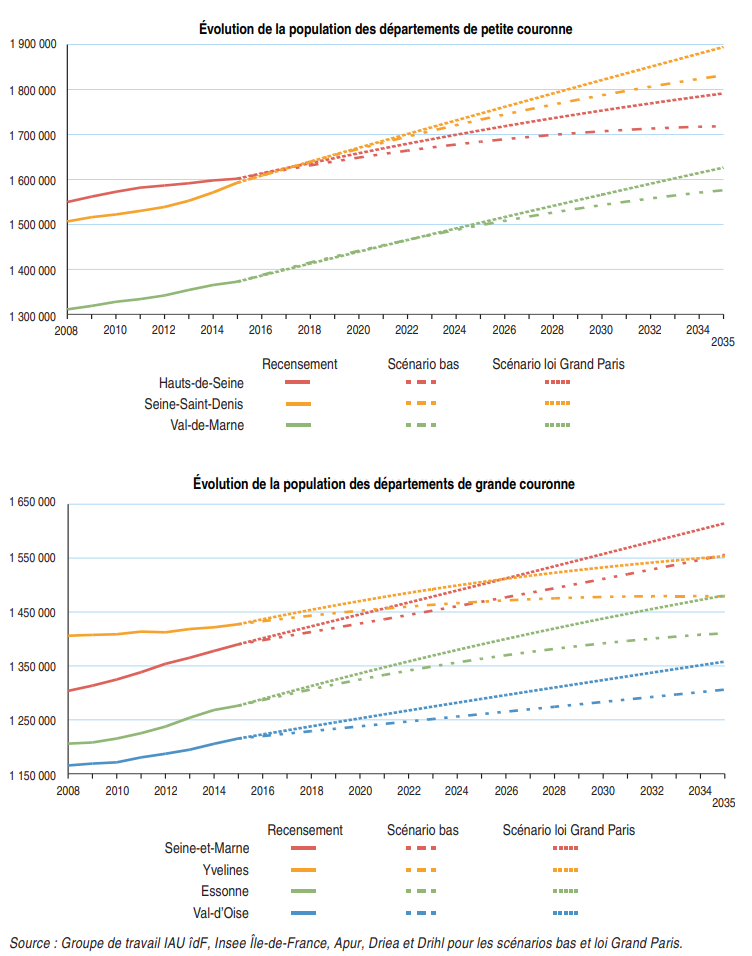 Évolution de la population des départements de petite couronne
1 900 000
1 800 000
1 700 000
1 600 000
1 500 000
1 400 000
1 300 000
2008 2010 2012 2014 2016 2018 2020 2022 2024 2026 2028 2030 2032 2034
2035
Recensement Scénario bas Scénario loi Grand Paris
Hauts-de-Seine
Seine-Saint-Denis
Val-de-Marne
Évolution de la population des départements de grande couronne
1 650 000
1 550 000
1 450 000
1 350 000
1 250 000
1 150 000
2008 2010 2012 2014 2016 2018 2020 2022 2024 2026 2028 2030 2032 2034
2035
Recensement Scénario bas Scénario loi Grand Paris
Seine-et-Marne
Yvelines
Essonne
Val-d'Oise
Source : Groupe de travail IAU îdF, Insee Île-de-France, Apur, Driea et Drihl pour les scénarios bas et loi Grand Paris.